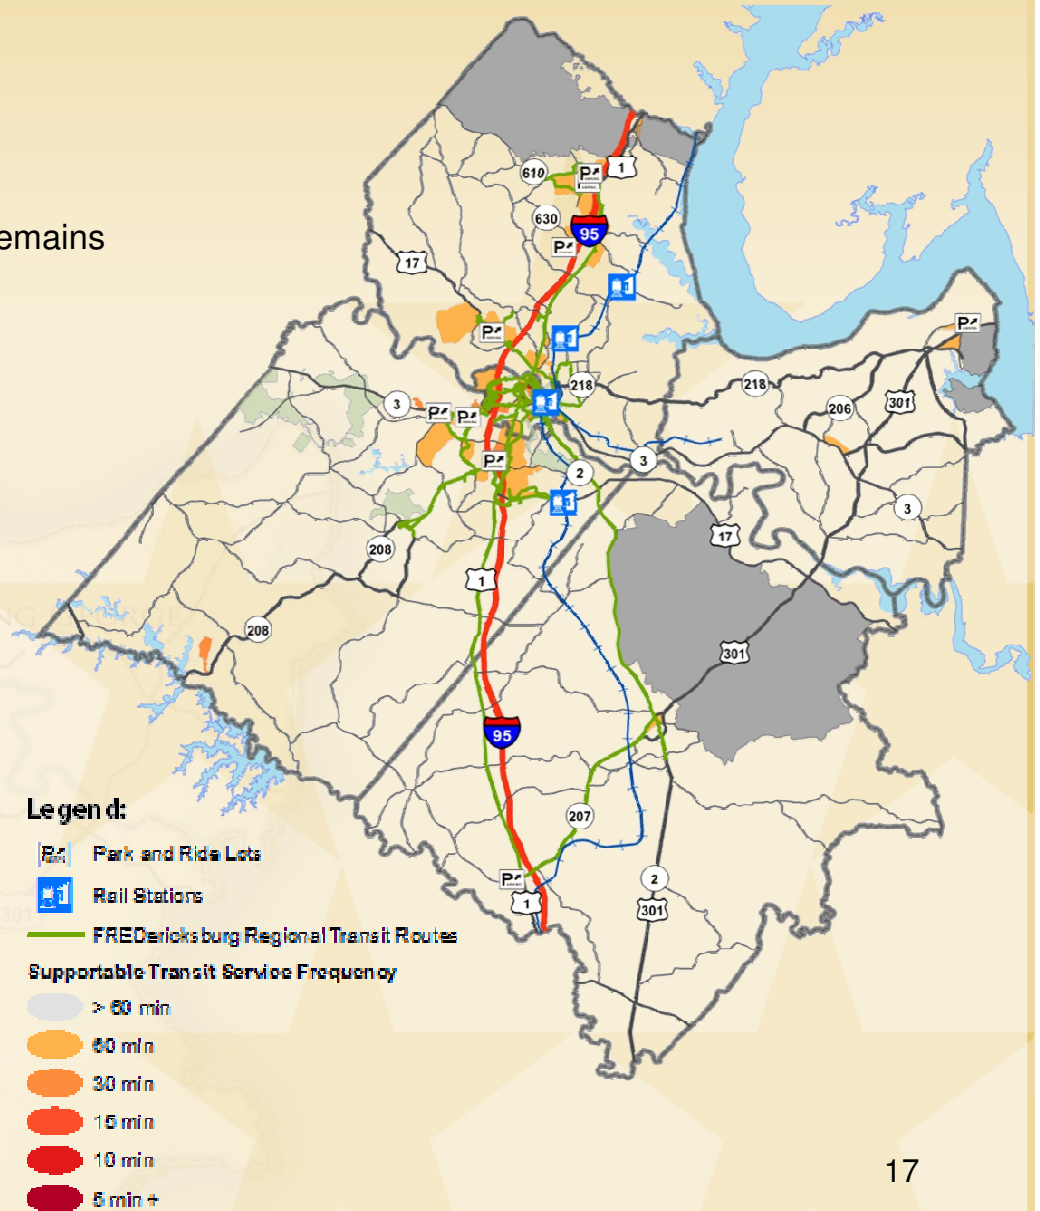 emains
610
1
630
95
17
218
218
206
301
3
2
3
208
3
17
1
208
301
95
207
1
2
301
Legend:
Park and Ride Lots
Rail Stations
FREDericksburg Regional Transit Routes
Supportable Transit Service Frequency
> 60 min
60 min
30 min
15 min
10 min
5 min +
17